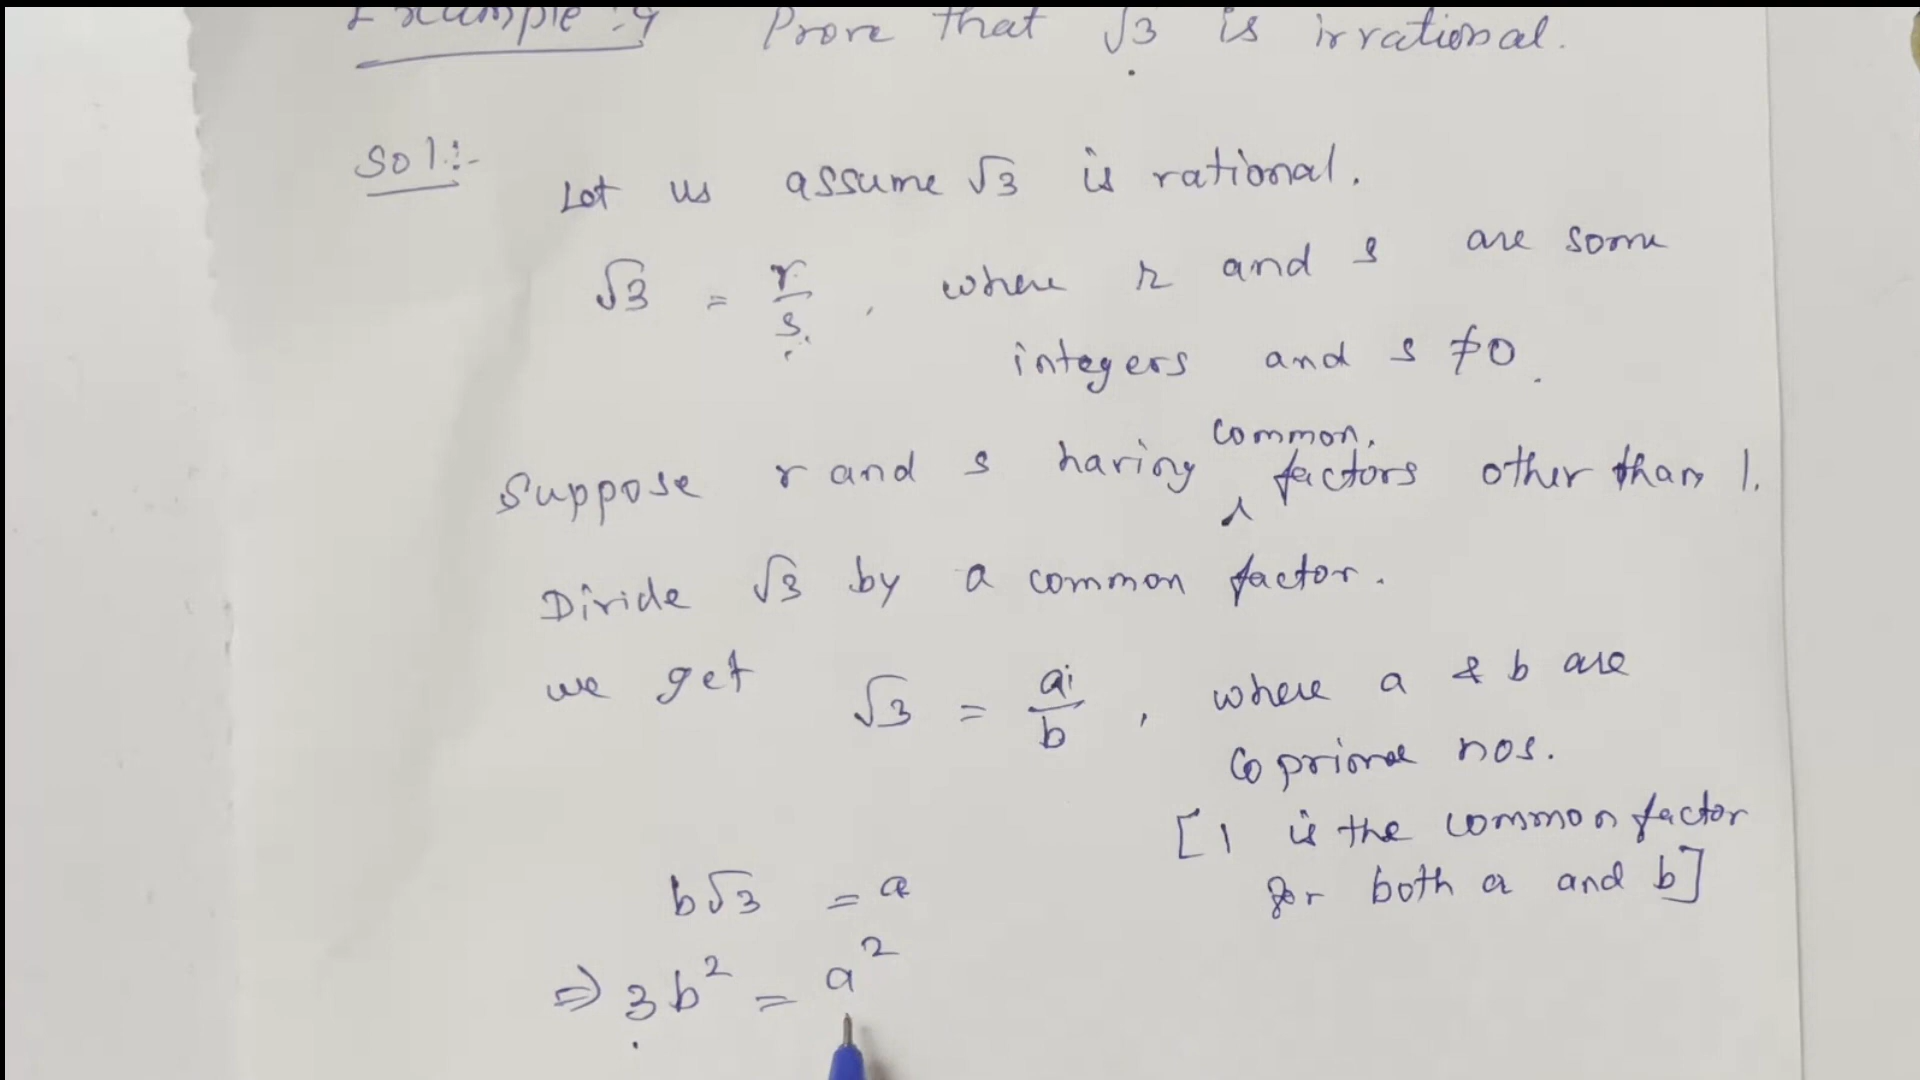 Example :9 Prove that √3 is irrational.
Sol:-
Let us assume √3 is rational.
√3 = r/s, where r and s are some
integers and s ≠0.
Suppose r and s having common factors other than 1.
Divide √3 by a common factor.
we get √3 = a/b, where a & b are
coprime nos.
[1 is the common factor
for both a and b]
b√3 = a
⇒ 3b² = a²